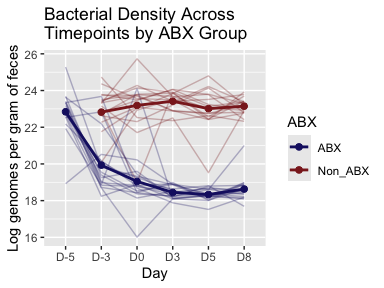 Bacterial Density Across
Timepoints by ABX Group
Log genomes per gram of feces
26
24
22
20
18
16
D-5 D-3 D0 D3 D5 D8
Day
ABX
ABX
Non_ABX